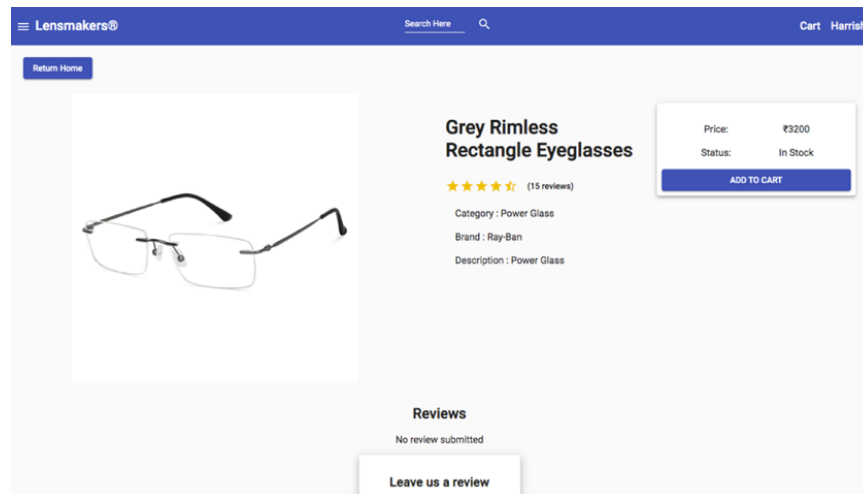 Lensmakers®
Search Here
Cart Harrish
Return Home
Grey Rimless
Rectangle Eyeglasses
(15 reviews)
Category : Power Glass
Brand : Ray-Ban
Description : Power Glass
Price: ₹3200
Status: In Stock
ADD TO CART
Reviews
No review submitted
Leave us a review